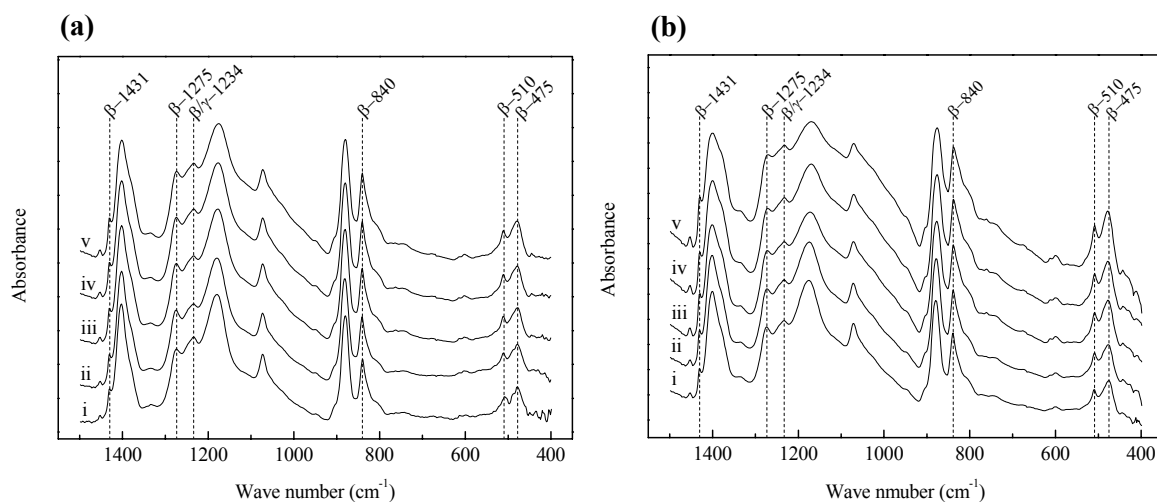 (a)
β−1431
β−1275
β/γ−1234
β−840
β−510
β−475
v
iv
iii
ii
i
Absorbance
1400 1200 1000 800 600 400
Wave number (cm-1)
(b)
β−1431
β−1275
β/γ−1234
β−840
β−510
β−475
v
iv
iii
ii
i
Absorbance
1400 1200 1000 800 600 400
Wave nmuber (cm-1)